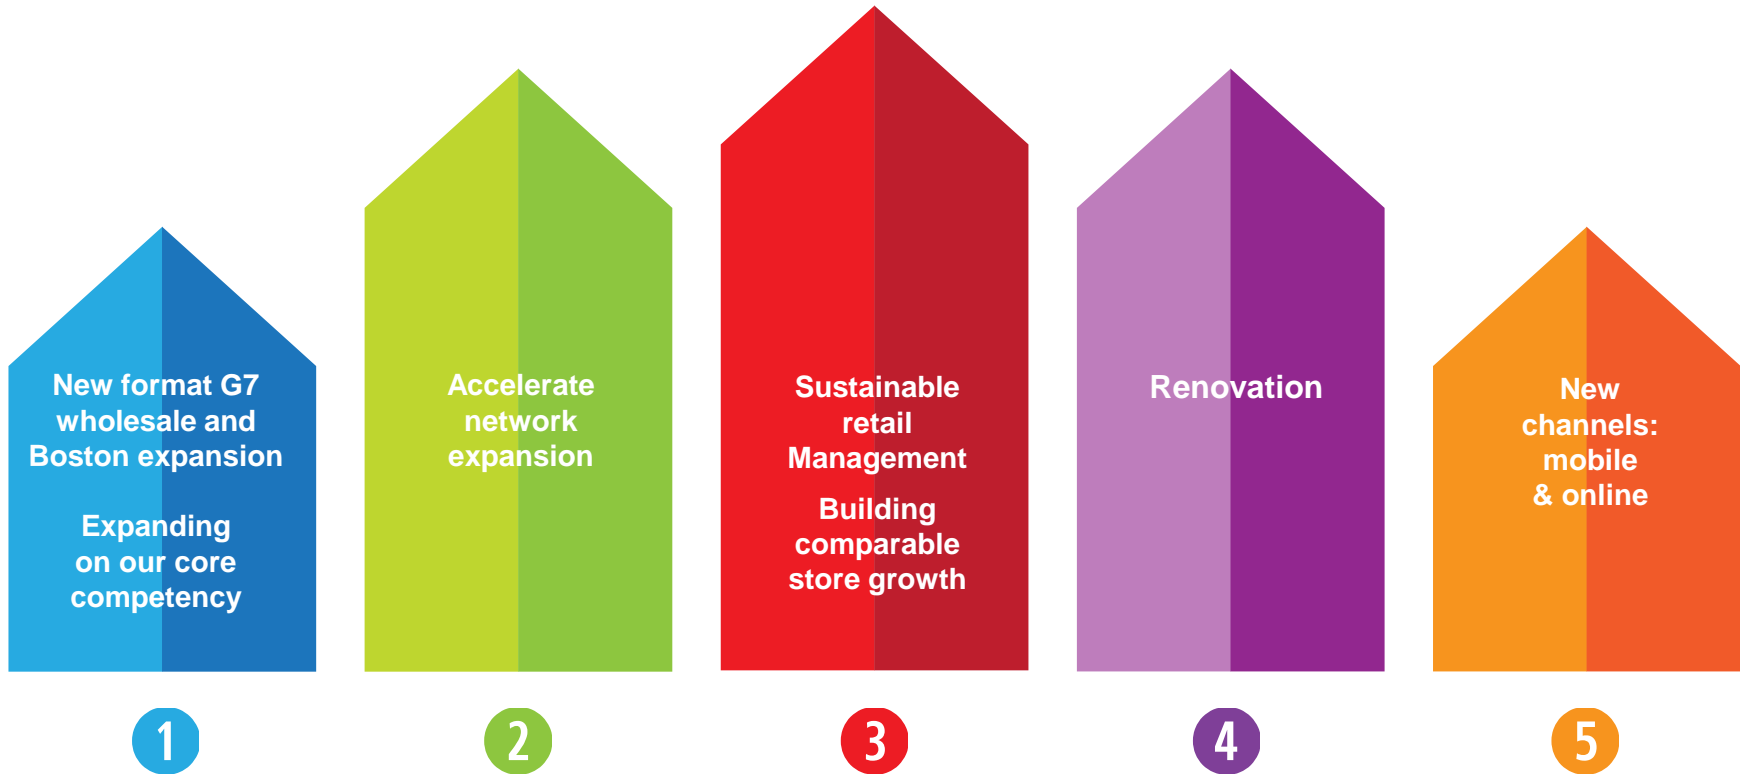 New format G7
wholesale and
Boston expansion
Expanding
on our core
competency
Accelerate
network
expansion
Sustainable
retail
Management
Building
comparable
store growth
Renovation
New
channels:
mobile
& online
1
2
3
4
5